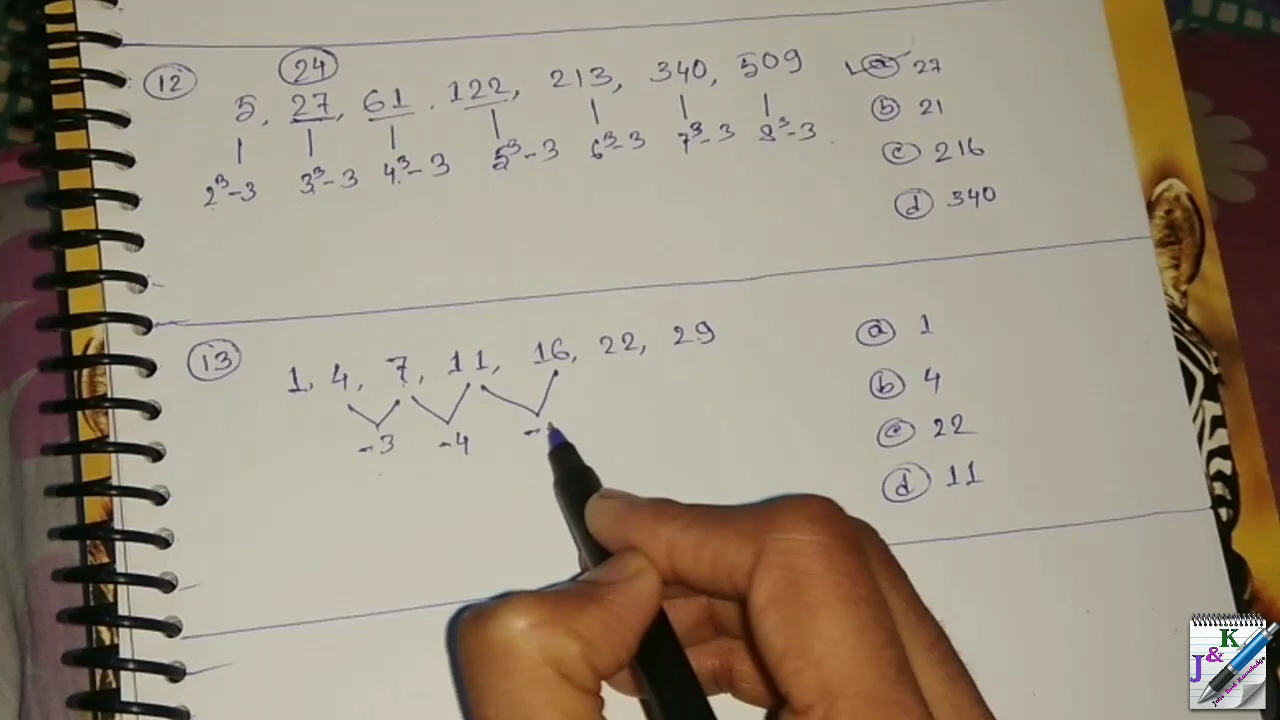 24
12 5, 27, 61, 122, 213, 340, 509
2³-3 3³-3 4³-3 5³-3 6³-3 7³-3 8³-3
a 27
b 21
c 216
d 340
13 1, 4, 7, 11, 16, 22, 29
-3 -4 -
a 1
b 4
c 22
d 11
J&K